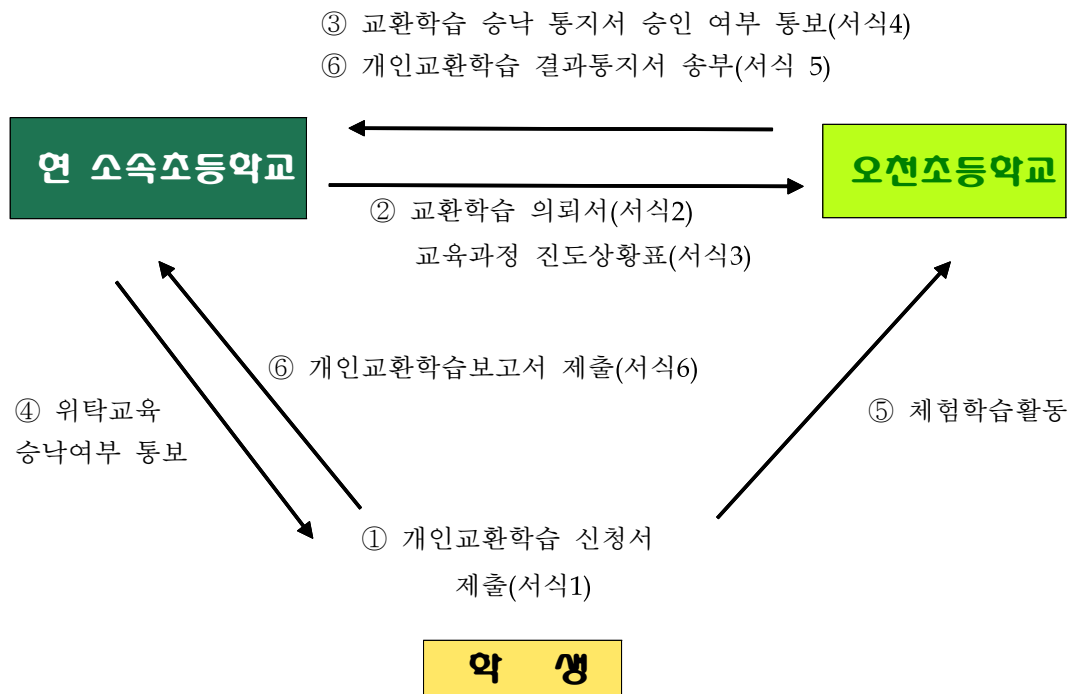 ③ 교환학습 승낙 통지서 승인 여부 통보(서식4)
⑥ 개인교환학습 결과통지서 송부(서식 5)
현 소속초등학교
오천초등학교
② 교환학습 의뢰서(서식2)
교육과정 진도상황표(서식3)
⑥ 개인교환학습보고서 제출(서식6)
④ 위탁교육
승낙여부 통보
⑤ 체험학습활동
① 개인교환학습 신청서
제출(서식1)
학 생